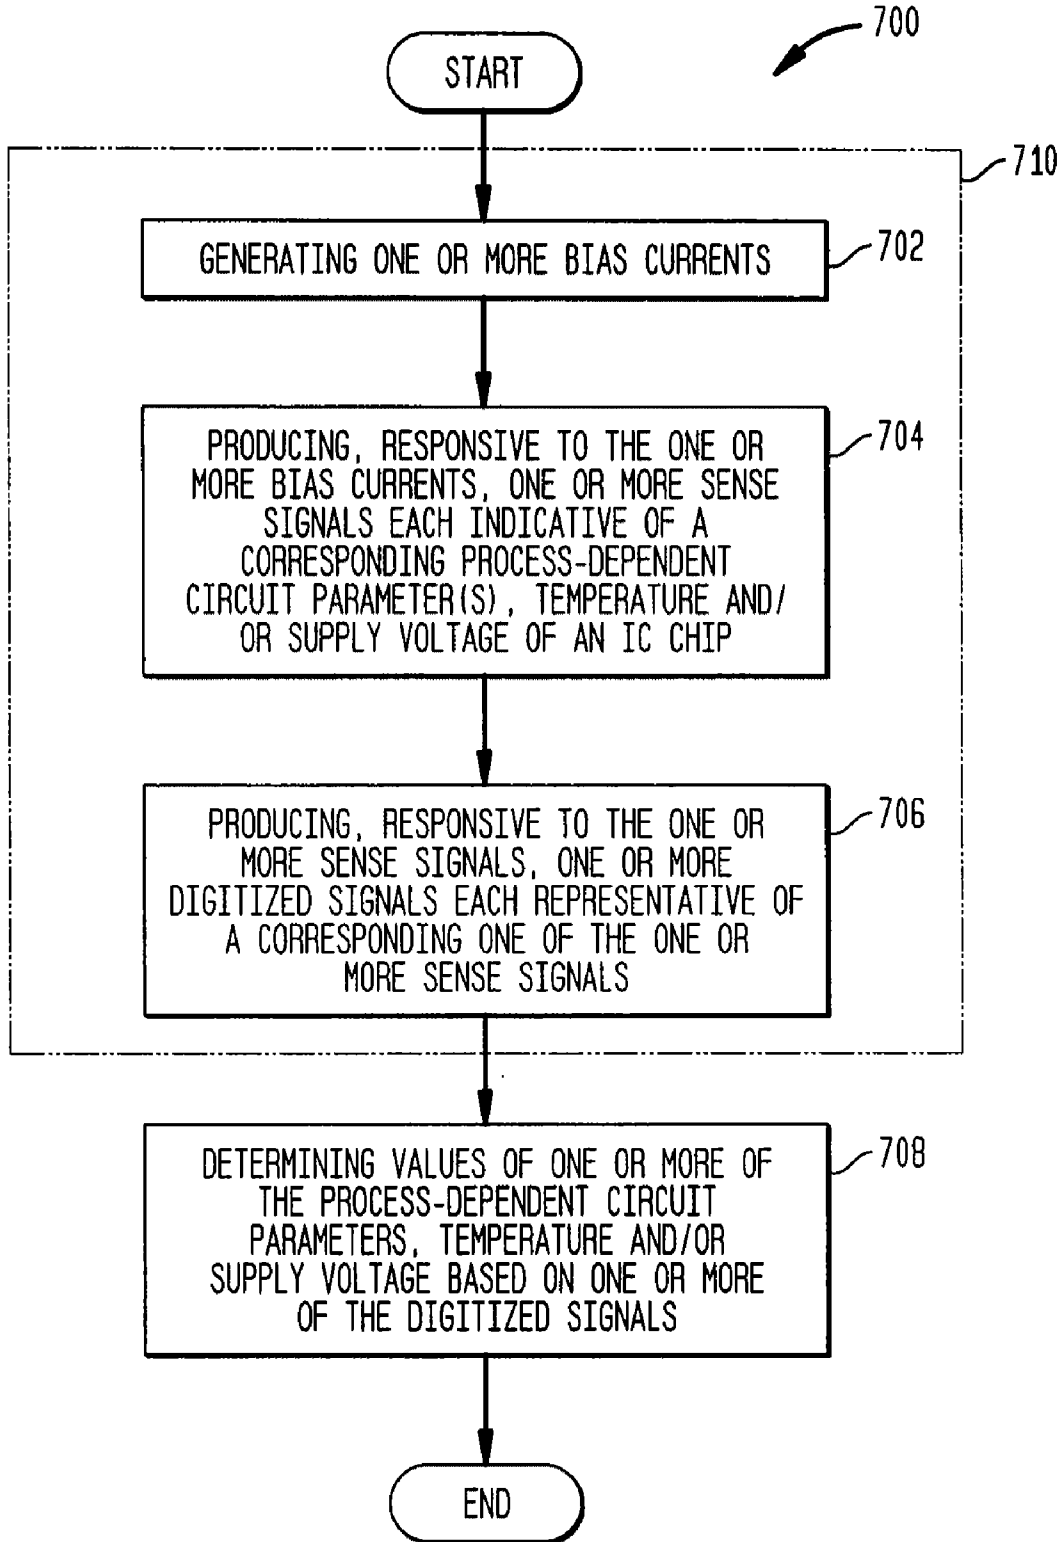 700
START
710
GENERATING ONE OR MORE BIAS CURRENTS
702
PRODUCING, RESPONSIVE TO THE ONE OR
MORE BIAS CURRENTS, ONE OR MORE SENSE
SIGNALS EACH INDICATIVE OF A
CORRESPONDING PROCESS-DEPENDENT
CIRCUIT PARAMETER(S), TEMPERATURE AND/
OR SUPPLY VOLTAGE OF AN IC CHIP
704
PRODUCING, RESPONSIVE TO THE ONE OR
MORE SENSE SIGNALS, ONE OR MORE
DIGITIZED SIGNALS EACH REPRESENTATIVE OF
A CORRESPONDING ONE OF THE ONE OR
MORE SENSE SIGNALS
706
DETERMINING VALUES OF ONE OR MORE OF
THE PROCESS-DEPENDENT CIRCUIT
PARAMETERS, TEMPERATURE AND/OR
SUPPLY VOLTAGE BASED ON ONE OR MORE
OF THE DIGITIZED SIGNALS
708
END